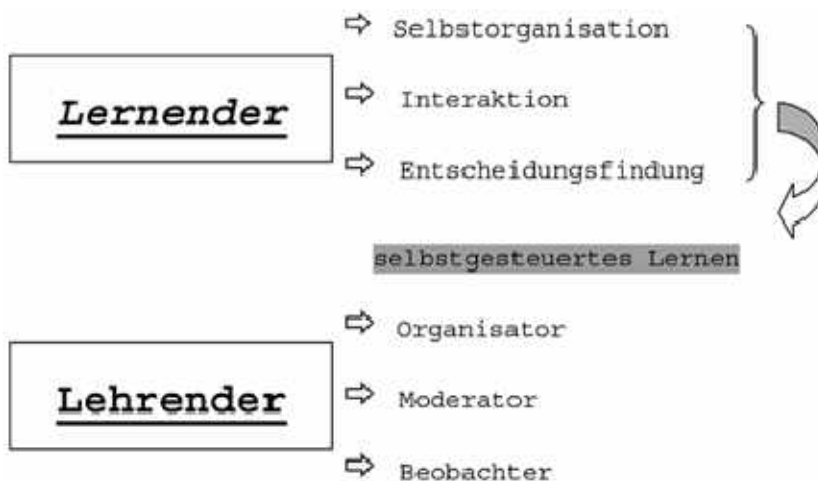 Selbstorganisation
Lernender
Interaktion
Entscheidungsfindung
selbstgesteuertes Lernen
Organisator
Lehrender
Moderator
Beobachter